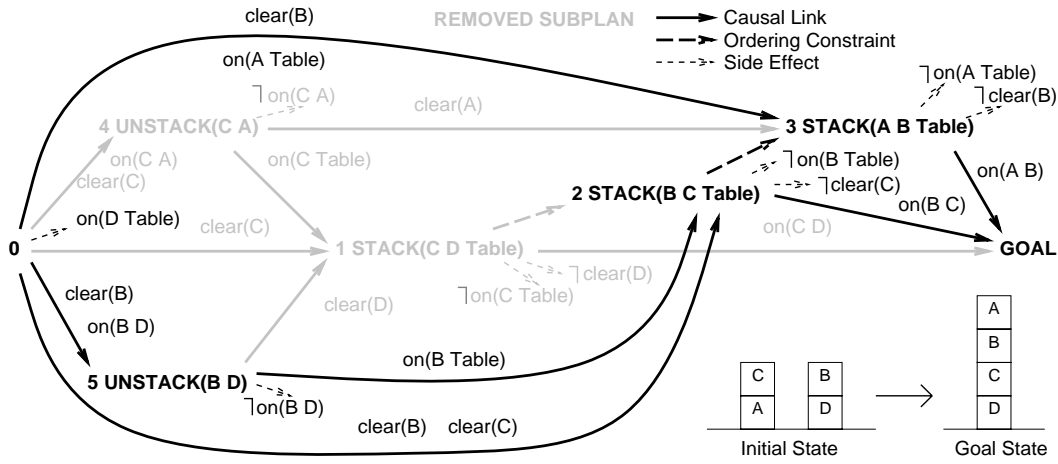 clear(B)
REMOVED SUBPLAN
Causal Link
Ordering Constraint
Side Effect
on(A Table)
┐on(C A)
clear(A)
┐on(A Table)
┐clear(B)
4 UNSTACK(C A)
3 STACK(A B Table)
on(C A)
clear(C)
on(C Table)
┐on(B Table)
┐clear(C)
on(A B)
2 STACK(B C Table)
on(B C)
on(D Table)
clear(C)
on(C D)
0
1 STACK(C D Table)
GOAL
┐clear(D)
┐on(C Table)
clear(B)
on(B D)
clear(D)
on(B Table)
5 UNSTACK(B D)
┐on(B D)
clear(B) clear(C)
C B
A D
A
B
C
D
Initial State
Goal State